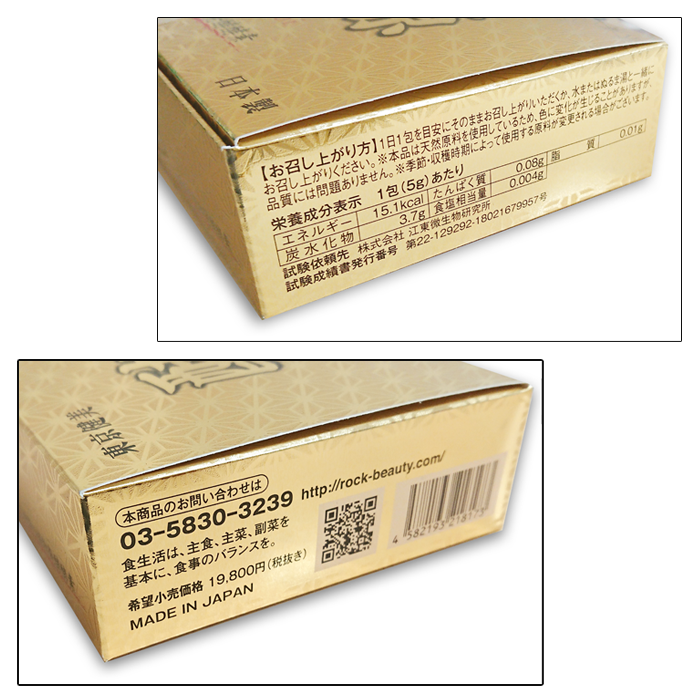 日本製
【お召し上がり方】1日1包を目安にそのままお召し上がりいただくか、水またはぬるま湯と一緒に
お召し上がりください。※本品は天然原料を使用しているため、色に変化が生じることがありますが、
品質には問題ありません。※季節・収穫時期によって使用する原料が変更される場合がございます。
栄養成分表示 1包(5g)あたり
エネルギー 15.1kcal たんぱく質 0.08g 脂質 0.01g
炭水化物 3.7g 食塩相当量 0.004g
試験依頼先 株式会社 江東微生物研究所
試験成績書発行番号 第22-129292-18021679957号
東京健美
本商品のお問い合わせは
03-5830-3239 http://rock-beauty.com/
食生活は、主食、主菜、副菜を
基本に、食事のバランスを。
希望小売価格 19,800円(税抜き)
MADE IN JAPAN